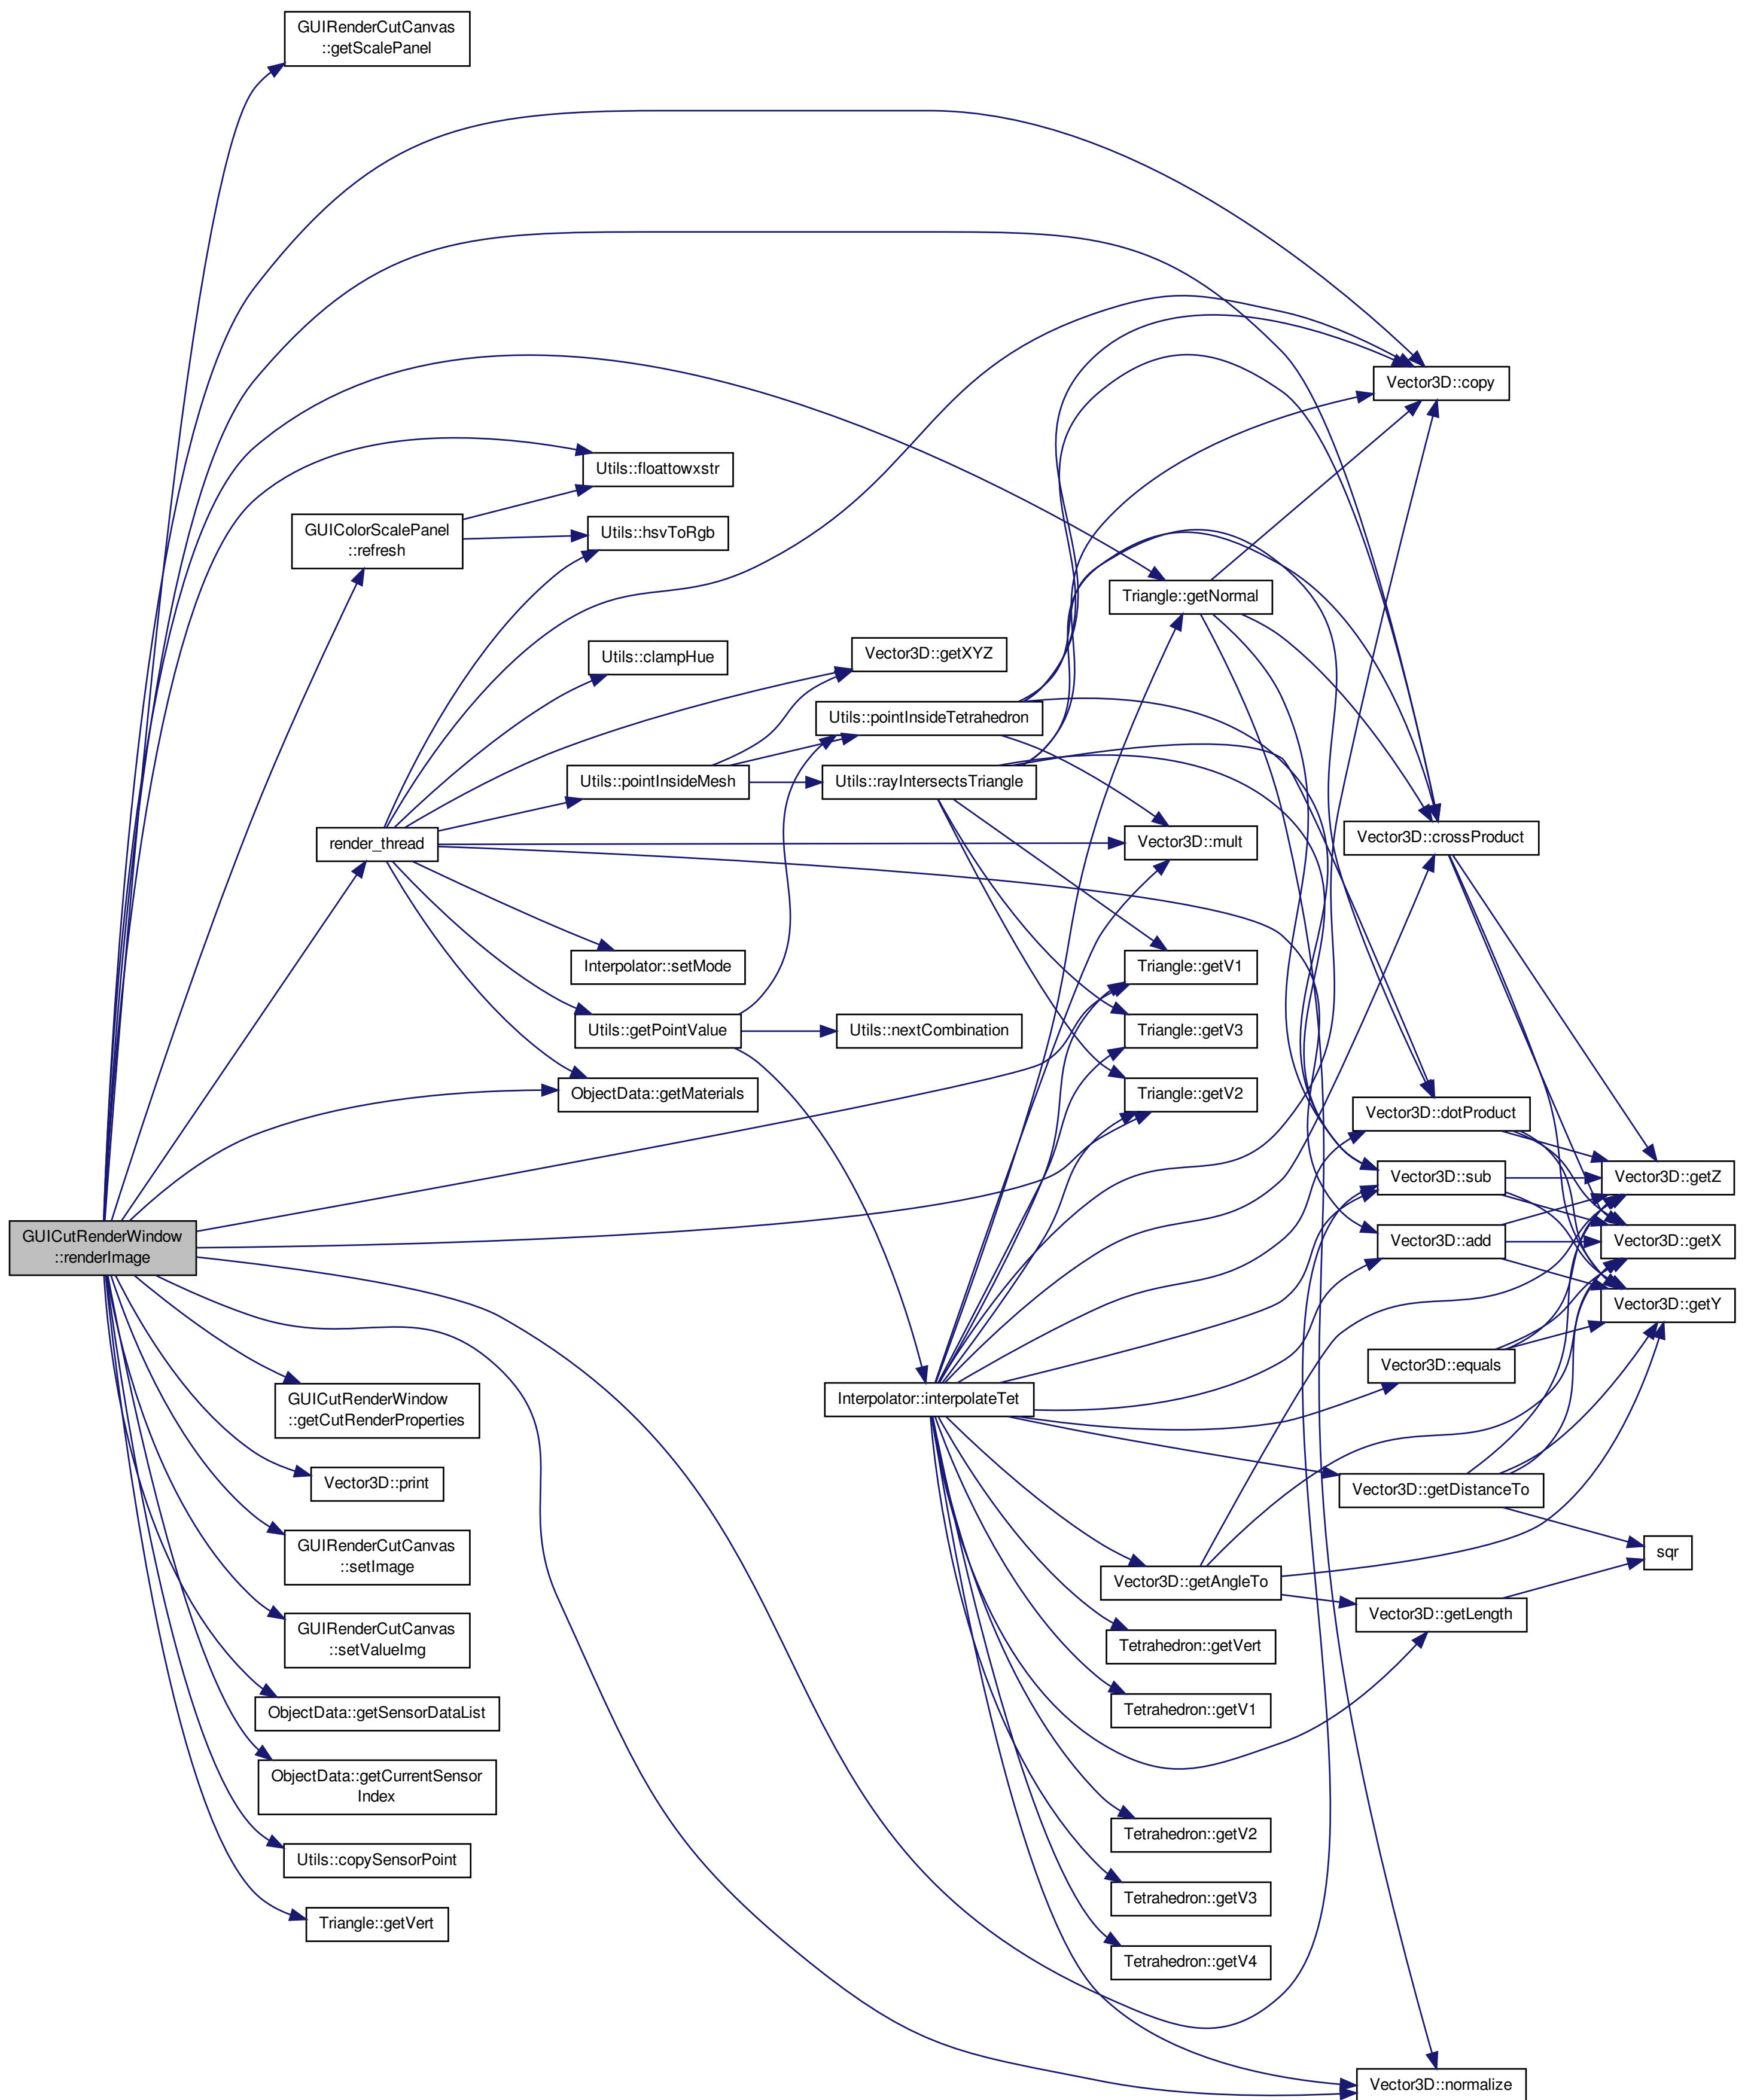 GUIRenderCutCanvas
::getScalePanel
Vector3D::copy
Utils::floattowxstr
GUIColorScalePanel
::refresh
Utils::hsvToRgb
Triangle::getNormal
Utils::clampHue
Vector3D::getXYZ
Utils::pointInsideTetrahedron
Utils::pointInsideMesh
Utils::rayIntersectsTriangle
render_thread
Vector3D::mult
Vector3D::crossProduct
Interpolator::setMode
Triangle::getV1
Utils::getPointValue
Utils::nextCombination
Triangle::getV3
ObjectData::getMaterials
Triangle::getV2
Vector3D::dotProduct
Vector3D::sub
Vector3D::getZ
GUICutRenderWindow
::renderImage
Vector3D::add
Vector3D::getX
Vector3D::getY
Vector3D::equals
GUICutRenderWindow
::getCutRenderProperties
Interpolator::interpolateTet
Vector3D::print
Vector3D::getDistanceTo
GUIRenderCutCanvas
::setImage
sqr
Vector3D::getAngleTo
Vector3D::getLength
GUIRenderCutCanvas
::setValueImg
Tetrahedron::getVert
ObjectData::getSensorDataList
Tetrahedron::getV1
ObjectData::getCurrentSensor
Index
Tetrahedron::getV2
Utils::copySensorPoint
Tetrahedron::getV3
Triangle::getVert
Tetrahedron::getV4
Vector3D::normalize